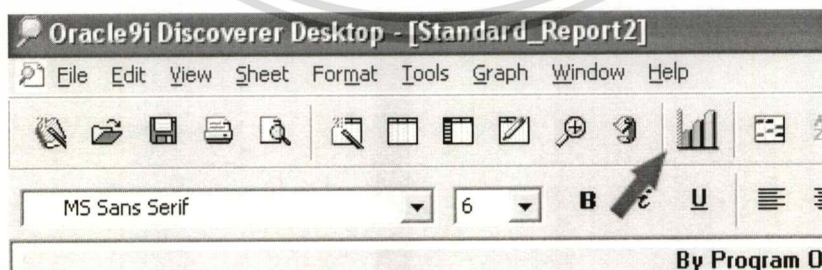 Oracle9i Discoverer Desktop - [Standard_Report2]
File Edit View Sheet Format Tools Graph Window Help
MS Sans Serif 6 B U
By Program O